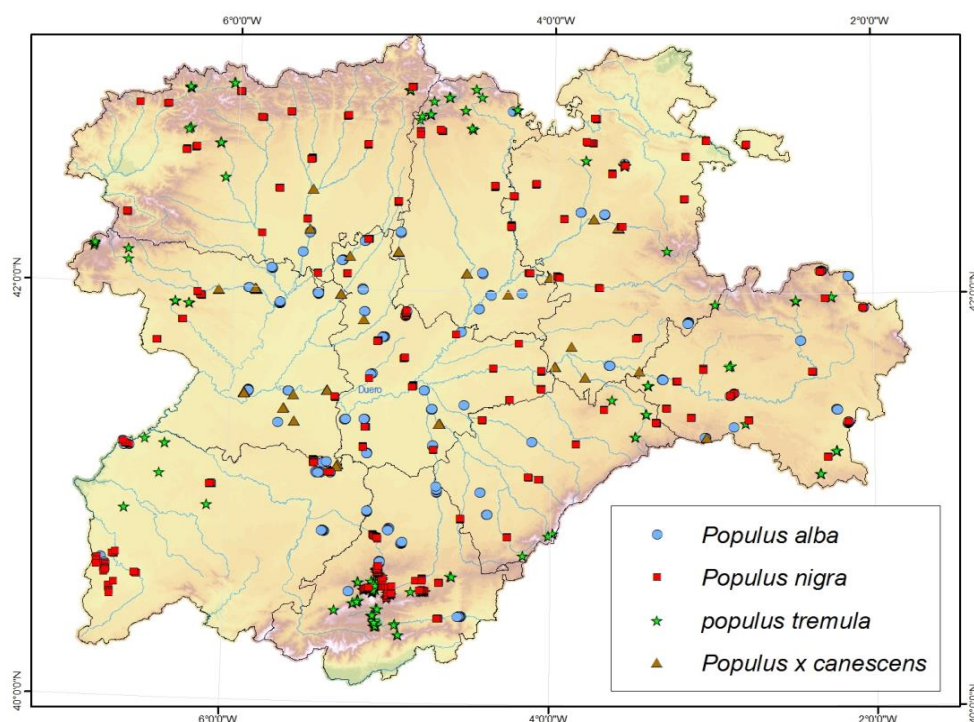 6°0'0"W
4°0'0"W
2°0'0"W
42°0'0"N
42°0'0"N
Duero
Populus alba
Populus nigra
populus tremula
Populus x canescens
40°0'0"N
40°0'0"N
6°0'0"W
4°0'0"W
2°0'0"W